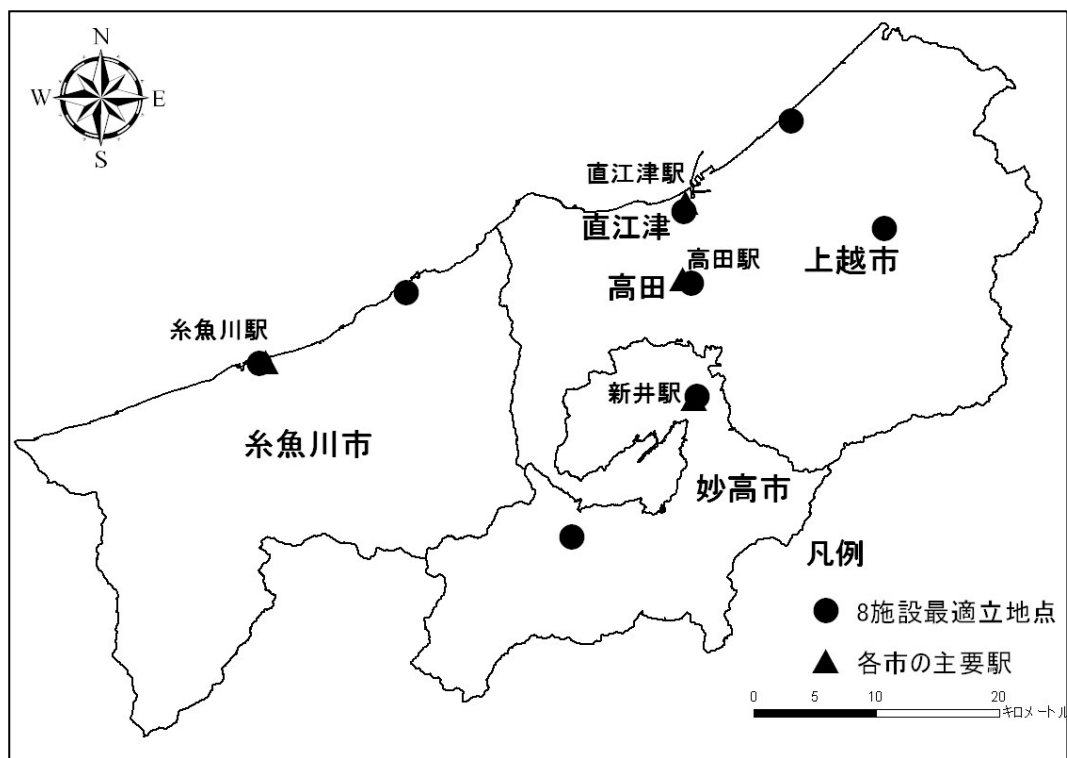 N
W E
S
直江津駅
直江津
高田駅
上越市
高田
糸魚川駅
新井駅
糸魚川市
妙高市
凡例
8施設最適立地点
各市の主要駅
0 5 10 20
キロメートル